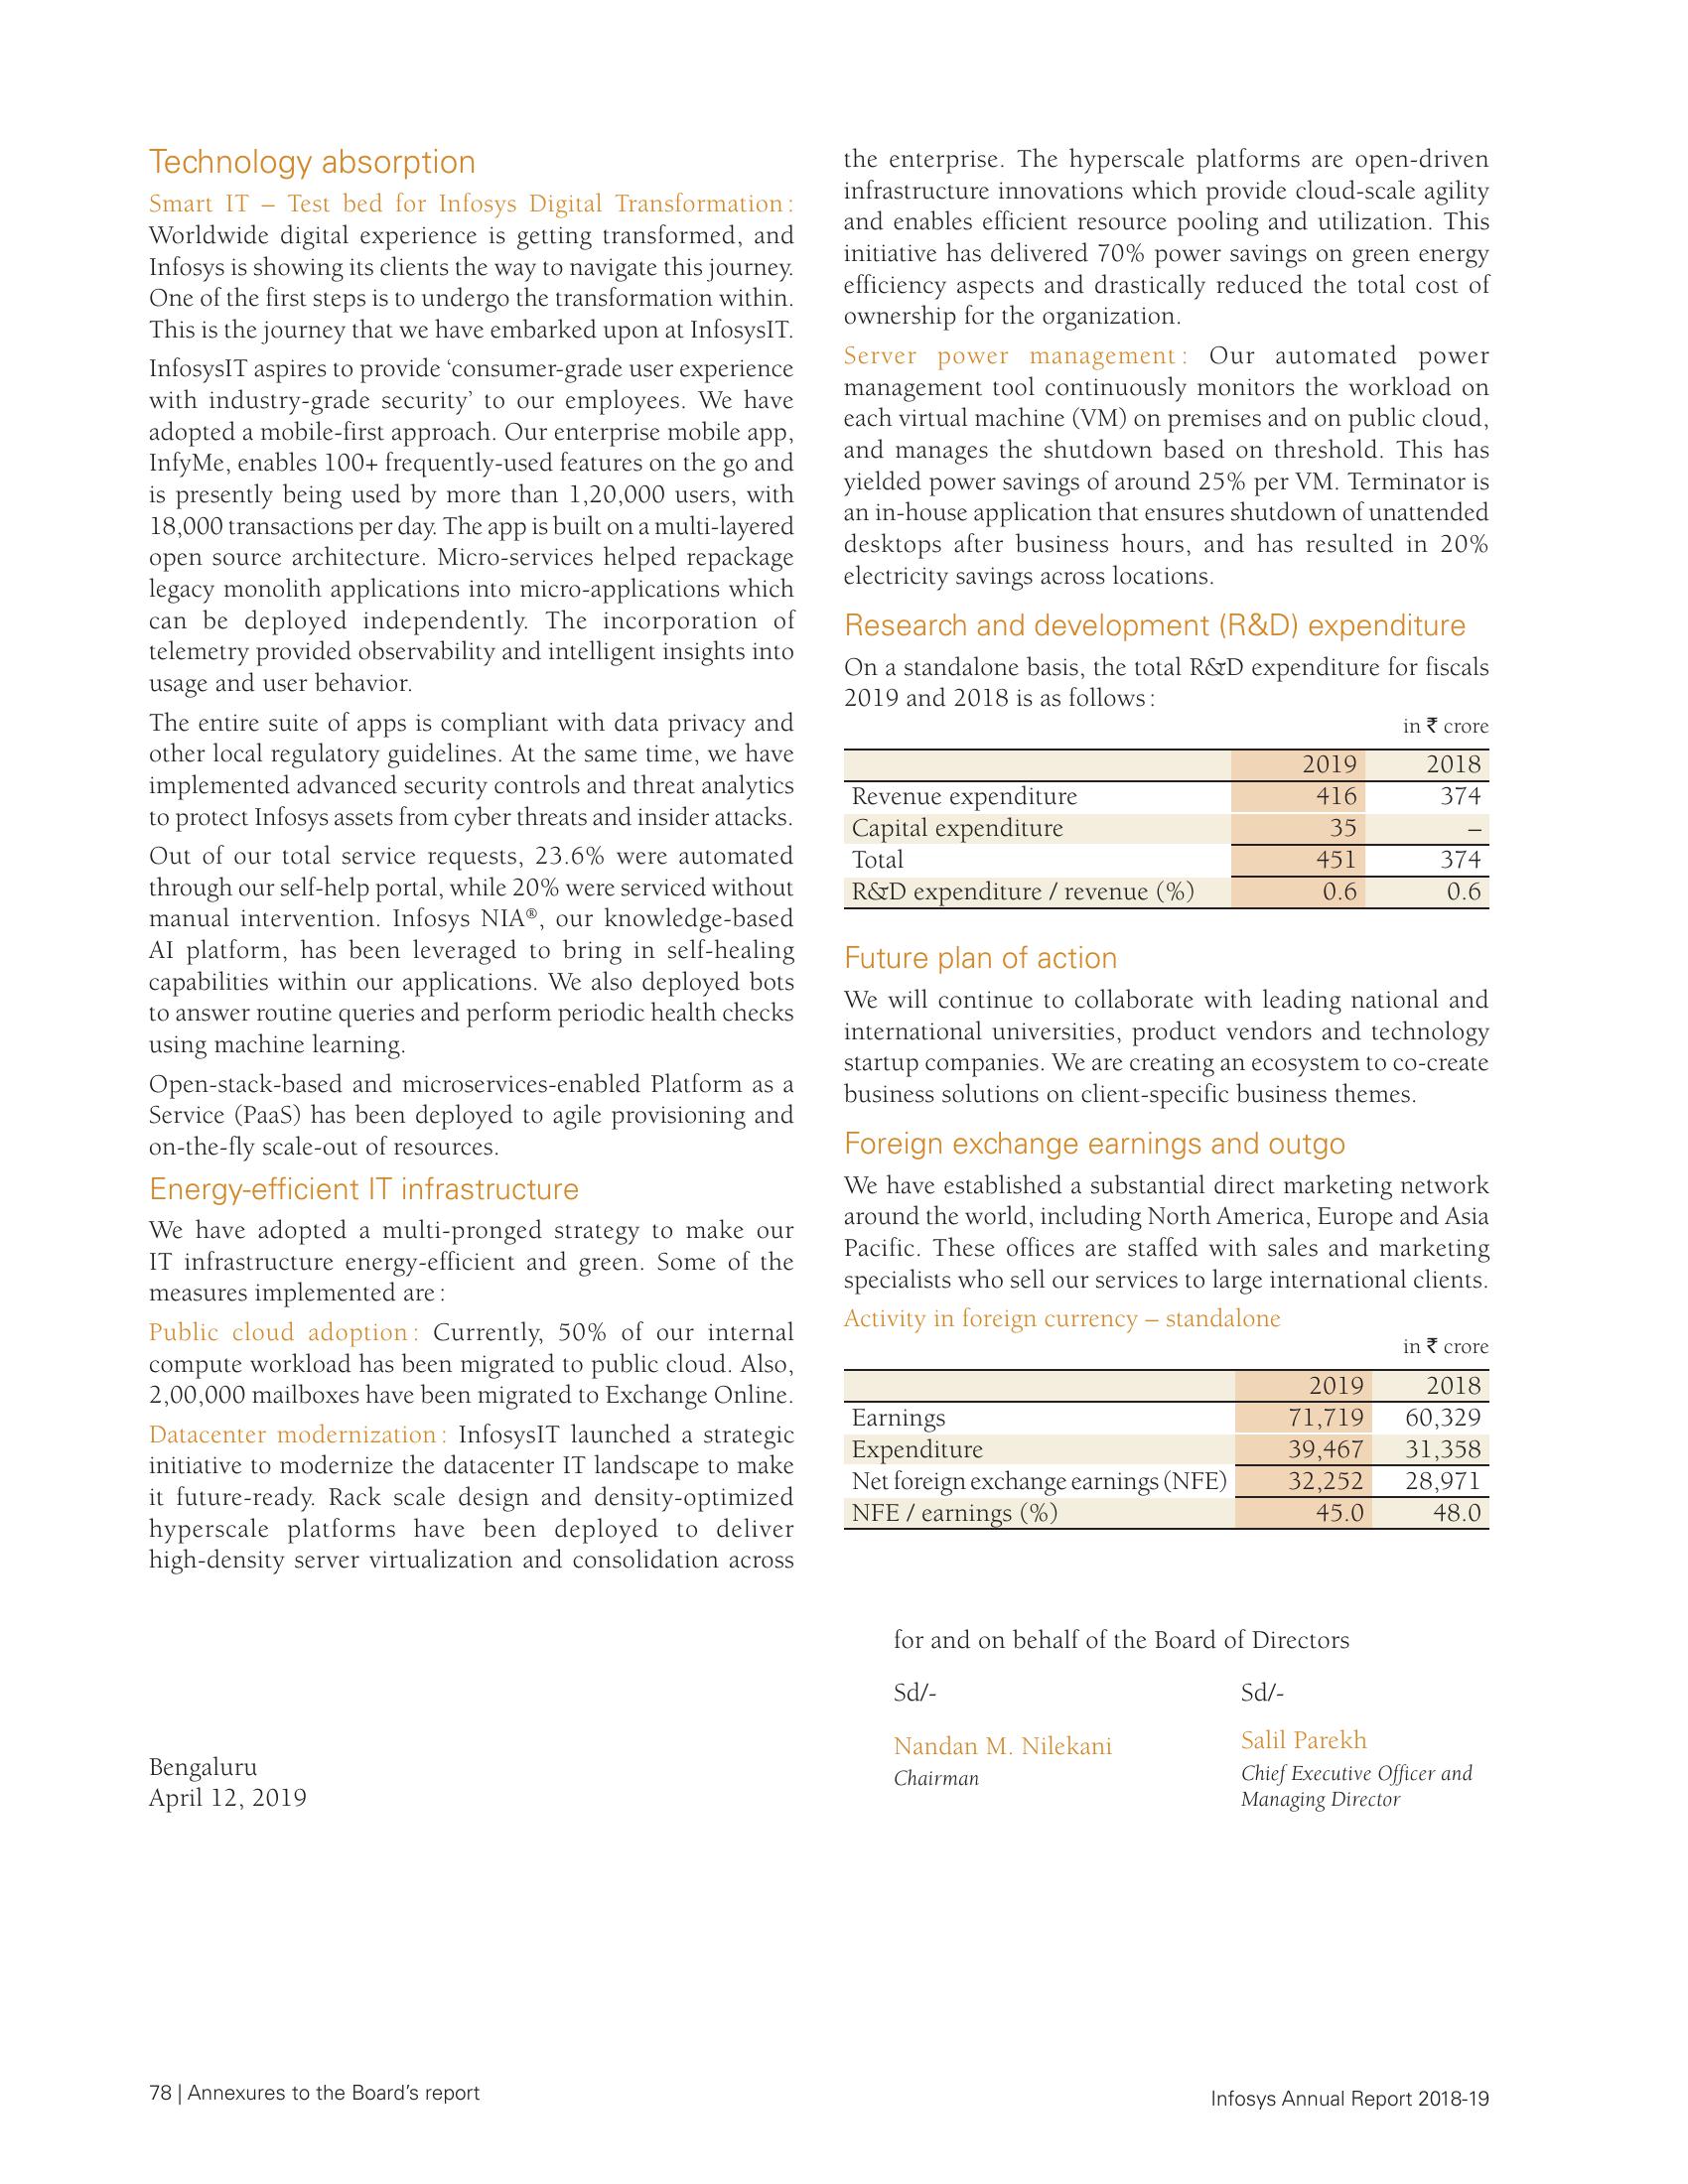 Technology absorption
Smart IT – Test bed for Infosys Digital Transformation:
Worldwide digital experience is getting transformed, and
Infosys is showing its clients the way to navigate this journey.
One of the first steps is to undergo the transformation within.
This is the journey that we have embarked upon at InfosysIT.
InfosysIT aspires to provide ‘consumer-grade user experience
with industry-grade security’ to our employees. We have
adopted a mobile-first approach. Our enterprise mobile app,
InfyMe, enables 100+ frequently-used features on the go and
is presently being used by more than 1,20,000 users, with
18,000 transactions per day. The app is built on a multi-layered
open source architecture. Micro-services helped repackage
legacy monolith applications into micro-applications which
can be deployed independently. The incorporation of
telemetry provided observability and intelligent insights into
usage and user behavior.
The entire suite of apps is compliant with data privacy and
other local regulatory guidelines. At the same time, we have
implemented advanced security controls and threat analytics
to protect Infosys assets from cyber threats and insider attacks.
Out of our total service requests, 23.6% were automated
through our self-help portal, while 20% were serviced without
manual intervention. Infosys NIA®, our knowledge-based
AI platform, has been leveraged to bring in self-healing
capabilities within our applications. We also deployed bots
to answer routine queries and perform periodic health checks
using machine learning.
Open-stack-based and microservices-enabled Platform as a
Service (PaaS) has been deployed to agile provisioning and
on-the-fly scale-out of resources.
Energy-efficient IT infrastructure
We have adopted a multi-pronged strategy to make our
IT infrastructure energy-efficient and green. Some of the
measures implemented are:
Public cloud adoption: Currently, 50% of our internal
compute workload has been migrated to public cloud. Also,
2,00,000 mailboxes have been migrated to Exchange Online.
Datacenter modernization: InfosysIT launched a strategic
initiative to modernize the datacenter IT landscape to make
it future-ready. Rack scale design and density-optimized
hyperscale platforms have been deployed to deliver
high-density server virtualization and consolidation across
the enterprise. The hyperscale platforms are open-driven
infrastructure innovations which provide cloud-scale agility
and enables efficient resource pooling and utilization. This
initiative has delivered 70% power savings on green energy
efficiency aspects and drastically reduced the total cost of
ownership for the organization.
Server power management: Our automated power
management tool continuously monitors the workload on
each virtual machine (VM) on premises and on public cloud,
and manages the shutdown based on threshold. This has
yielded power savings of around 25% per VM. Terminator is
an in-house application that ensures shutdown of unattended
desktops after business hours, and has resulted in 20%
electricity savings across locations.
Research and development (R&D) expenditure
On a standalone basis, the total R&D expenditure for fiscals
2019 and 2018 is as follows:
in ₹ crore
2019 2018
Revenue expenditure 416 374
Capital expenditure 35 –
Total 451 374
R&D expenditure / revenue (%) 0.6 0.6
Future plan of action
We will continue to collaborate with leading national and
international universities, product vendors and technology
startup companies. We are creating an ecosystem to co-create
business solutions on client-specific business themes.
Foreign exchange earnings and outgo
We have established a substantial direct marketing network
around the world, including North America, Europe and Asia
Pacific. These offices are staffed with sales and marketing
specialists who sell our services to large international clients.
Activity in foreign currency – standalone
in ₹ crore
2019 2018
Earnings 71,719 60,329
Expenditure 39,467 31,358
Net foreign exchange earnings (NFE) 32,252 28,971
NFE / earnings (%) 45.0 48.0
for and on behalf of the Board of Directors
Sd/- Sd/-
Nandan M. Nilekani Salil Parekh
Chairman Chief Executive Officer and
Managing Director
Bengaluru
April 12, 2019
78 | Annexures to the Board’s report
Infosys Annual Report 2018-19